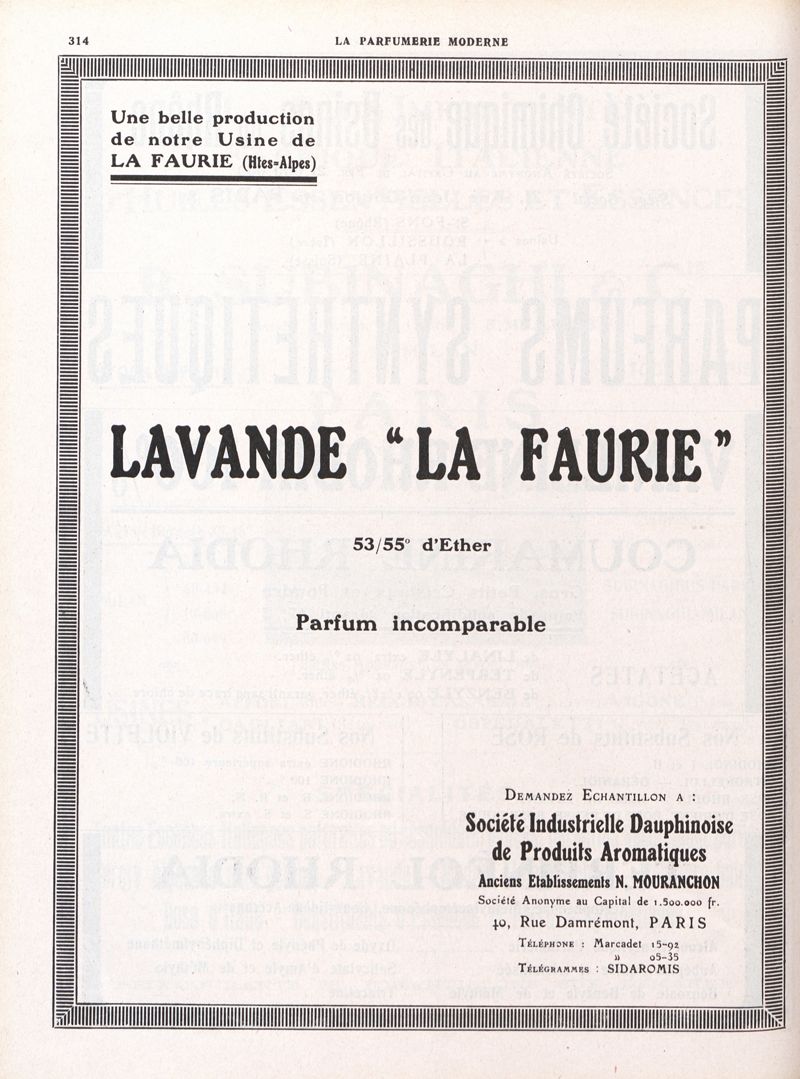 314
LA PARFUMERIE MODERNE
Une belle production
de notre Usine de
LA FAURIE (Htes-Alpes)
LAVANDE “LA FAURIE”
53/55° d'Ether
Parfum incomparable
DEMANDEZ ECHANTILLON A :
Société Industrielle Dauphinoise
de Produits Aromatiques
Anciens Etablissements N. MOURANCHON
Société Anonyme au Capital de 1.500.000 fr.
40, Rue Damrémont, PARIS
TÉLÉPHONE : Marcadet 15-92
» 05-35
TÉLÉGRAMMES : SIDAROMIS